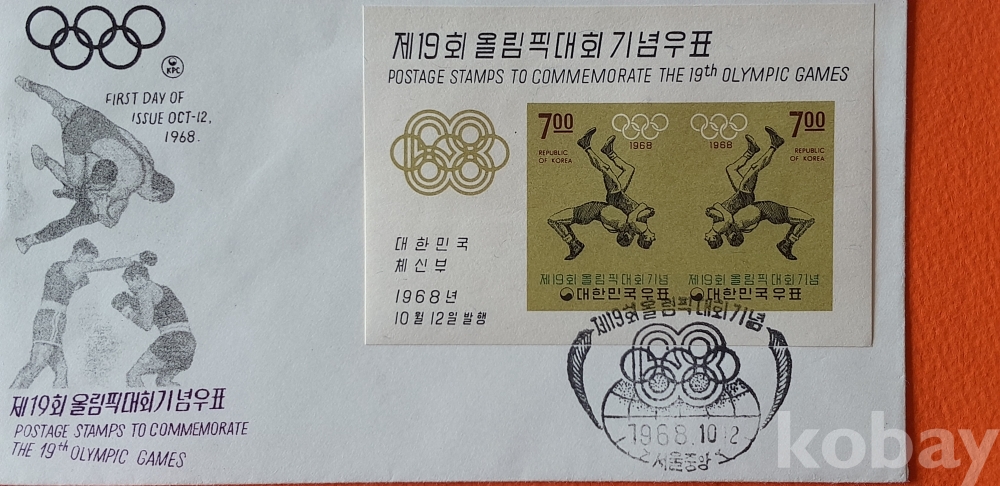 KPC
FIRST DAY OF
ISSUE OCT-12,
1968.
제19회 올림픽대회기념우표
POSTAGE STAMPS TO COMMEMORATE
THE 19th OLYMPIC GAMES
제19회 올림픽대회기념우표
POSTAGE STAMPS TO COMMEMORATE THE 19th OLYMPIC GAMES
68
대한민국
체신부
1968년
10월 12일 발행
7.00
1968
REPUBLIC
OF KOREA
제19회 올림픽대회기념
대한민국우표
7.00
1968
REPUBLIC
OF KOREA
제19회 올림픽대회기념
대한민국우표
제19회 올림픽대회기념
68
1968.10.12
서울중앙
kobay